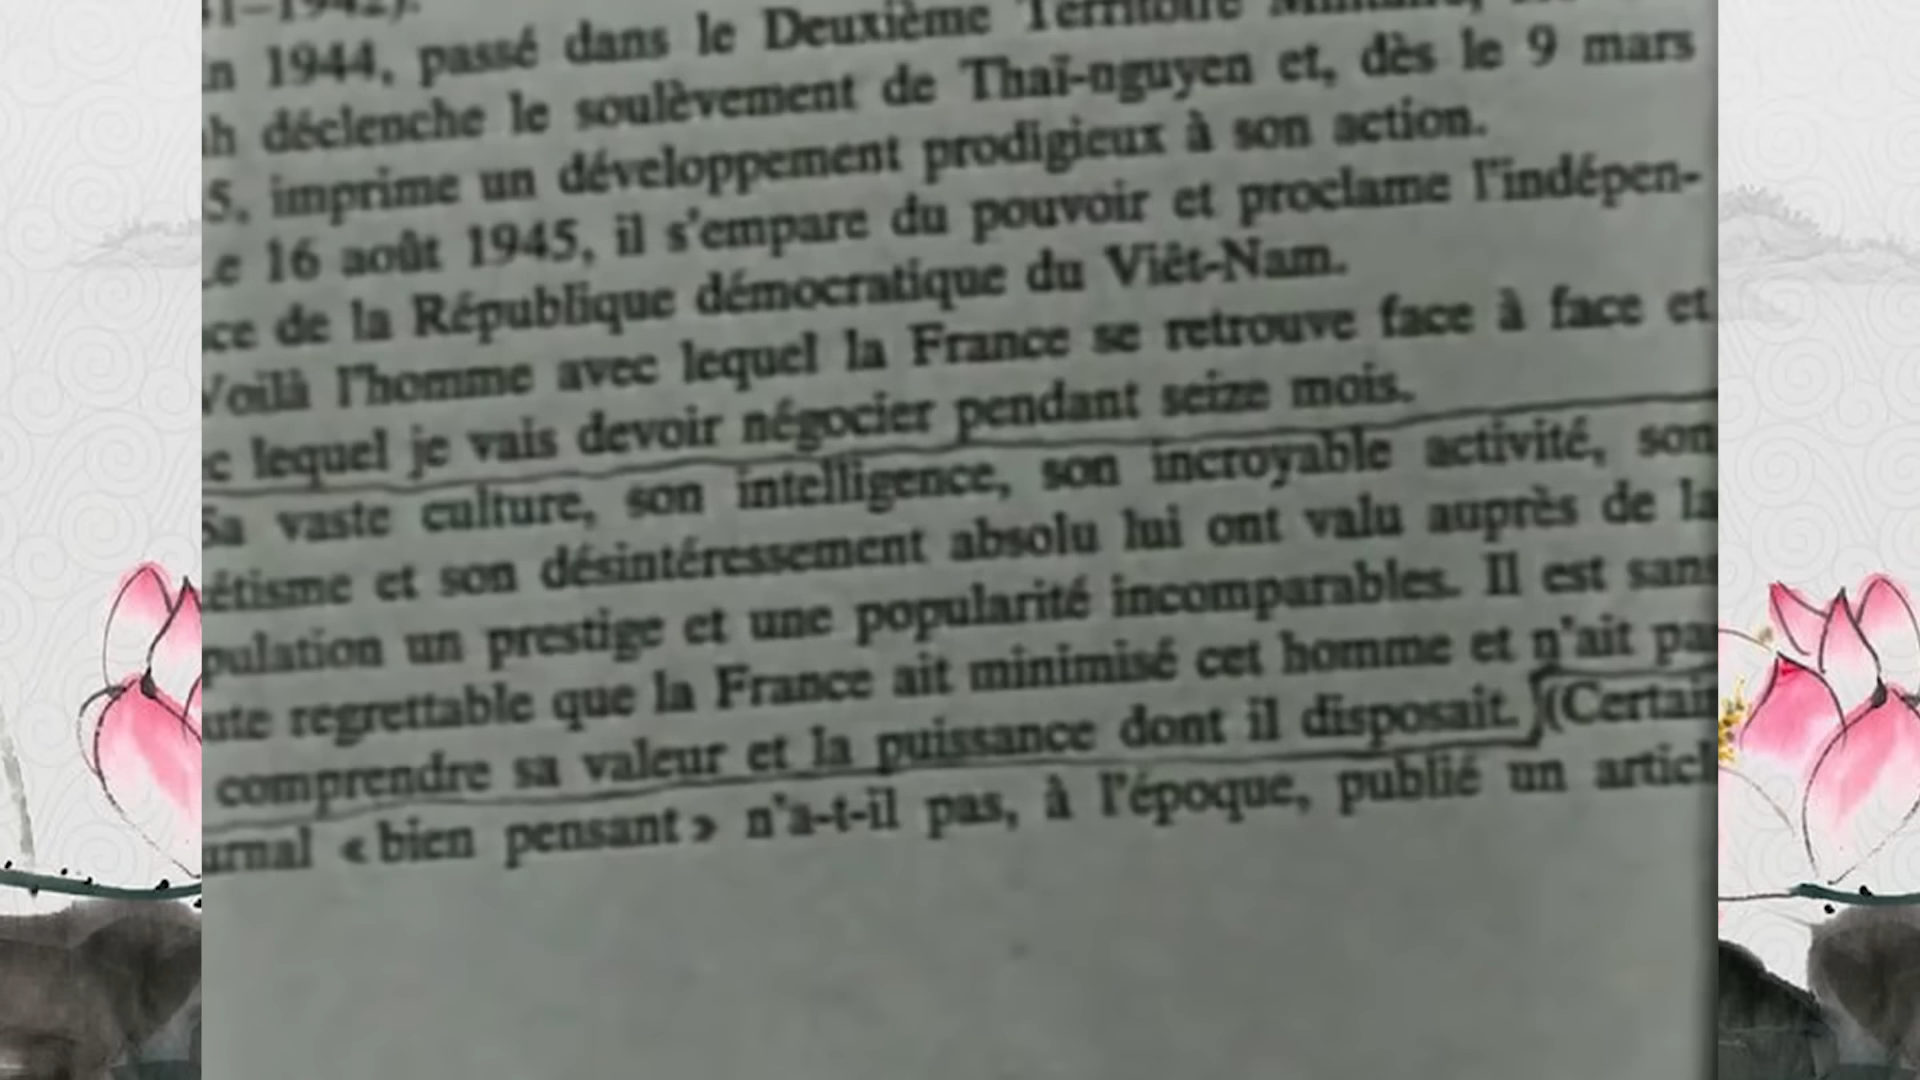 1–1942).
n 1944, passé dans le Deuxième Territoire
h déclenche le soulèvement de Thaï-nguyen et, dès le 9 mars
5, imprime un développement prodigieux à son action.
e 16 août 1945, il s'empare du pouvoir et proclame l'indépen-
ce de la République démocratique du Viêt-Nam.
Voilà l'homme avec lequel la France se retrouve face à face et
c lequel je vais devoir négocier pendant seize mois.
Sa vaste culture, son intelligence, son incroyable activité, son
étisme et son désintéressement absolu lui ont valu auprès de la
pulation un prestige et une popularité incomparables. Il est sans
ute regrettable que la France ait minimisé cet homme et n'ait pa
comprendre sa valeur et la puissance dont il disposait. (Certain
urnal «bien pensant» n'a-t-il pas, à l'époque, publié un articl